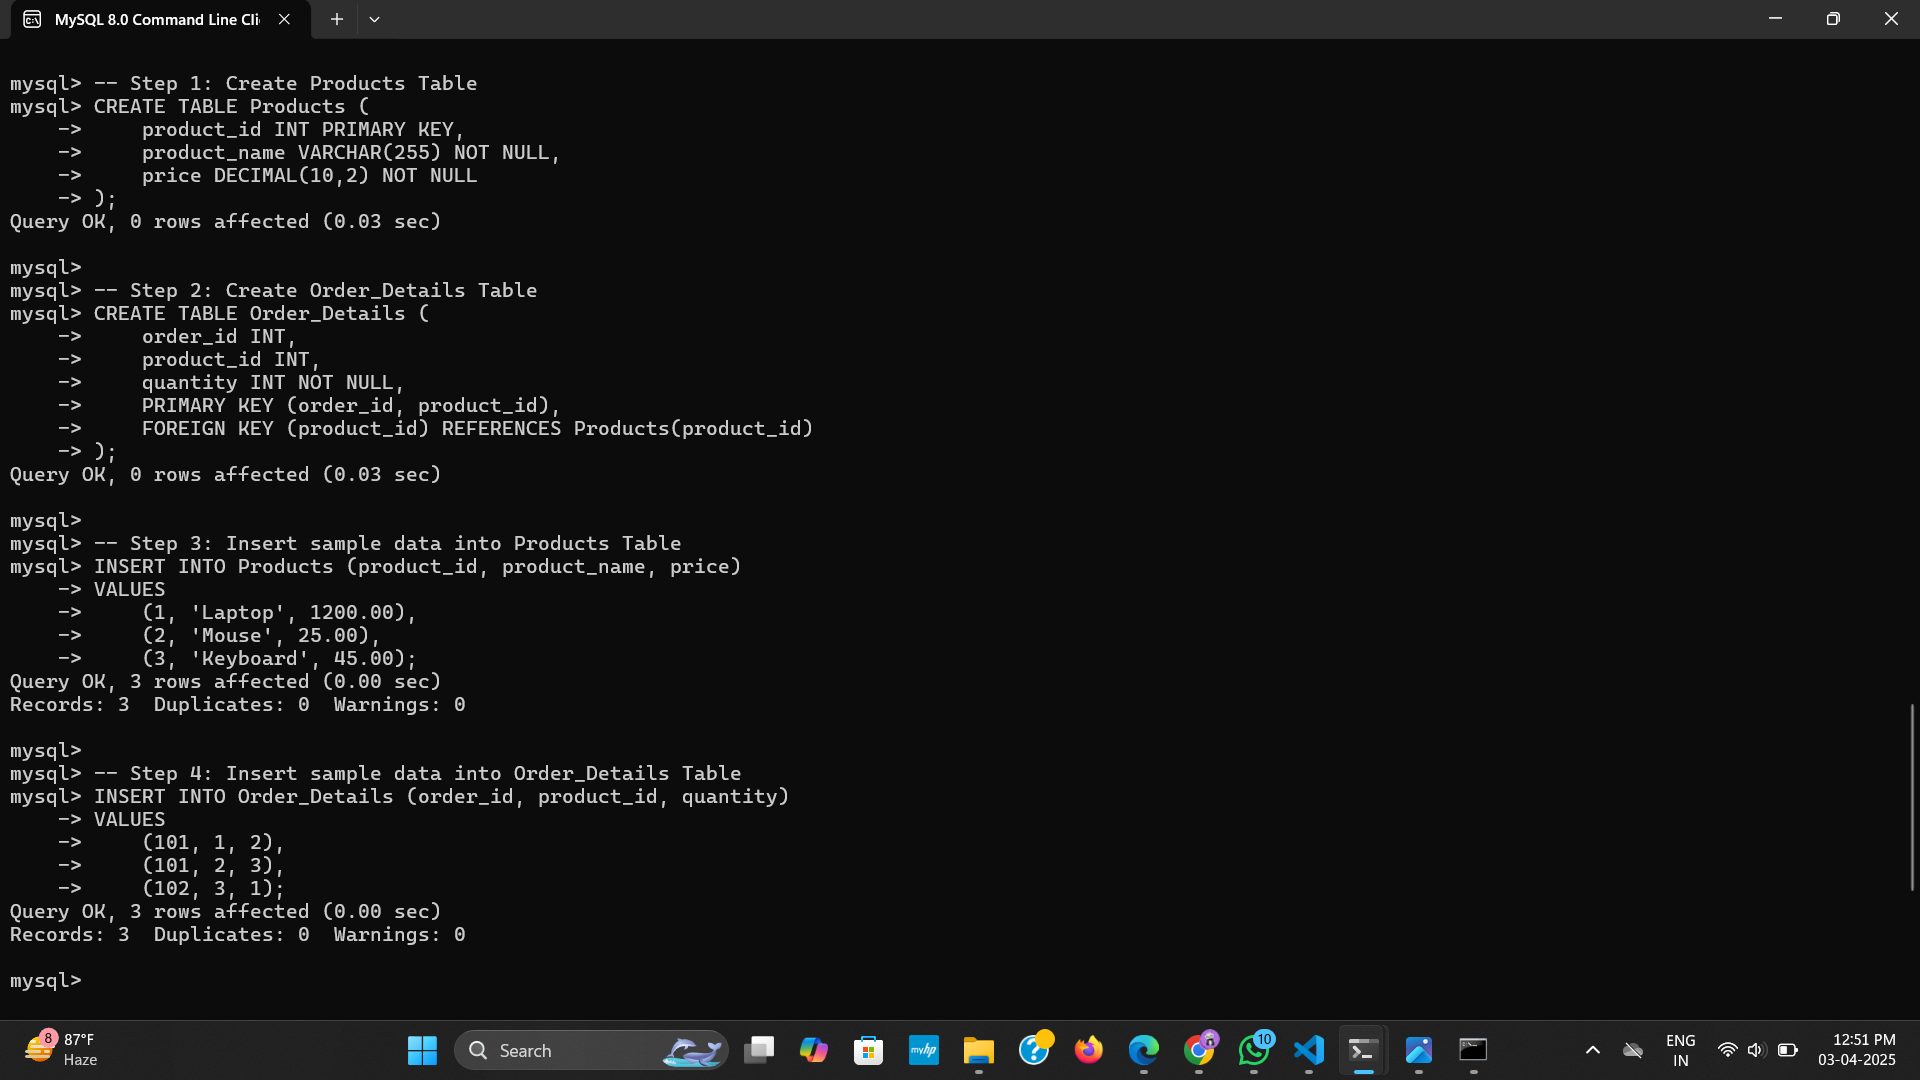 MySQL 8.0 Command Line Cli
mysql> -- Step 1: Create Products Table
mysql> CREATE TABLE Products (
    ->     product_id INT PRIMARY KEY,
    ->     product_name VARCHAR(255) NOT NULL,
    ->     price DECIMAL(10,2) NOT NULL
    -> );
Query OK, 0 rows affected (0.03 sec)
mysql>
mysql> -- Step 2: Create Order_Details Table
mysql> CREATE TABLE Order_Details (
    ->     order_id INT,
    ->     product_id INT,
    ->     quantity INT NOT NULL,
    ->     PRIMARY KEY (order_id, product_id),
    ->     FOREIGN KEY (product_id) REFERENCES Products(product_id)
    -> );
Query OK, 0 rows affected (0.03 sec)
mysql>
mysql> -- Step 3: Insert sample data into Products Table
mysql> INSERT INTO Products (product_id, product_name, price)
    -> VALUES
    ->     (1, 'Laptop', 1200.00),
    ->     (2, 'Mouse', 25.00),
    ->     (3, 'Keyboard', 45.00);
Query OK, 3 rows affected (0.00 sec)
Records: 3  Duplicates: 0  Warnings: 0
mysql>
mysql> -- Step 4: Insert sample data into Order_Details Table
mysql> INSERT INTO Order_Details (order_id, product_id, quantity)
    -> VALUES
    ->     (101, 1, 2),
    ->     (101, 2, 3),
    ->     (102, 3, 1);
Query OK, 3 rows affected (0.00 sec)
Records: 3  Duplicates: 0  Warnings: 0
mysql>
8
87°F
Haze
Search
myhp
10
ENG
IN
12:51 PM
03-04-2025